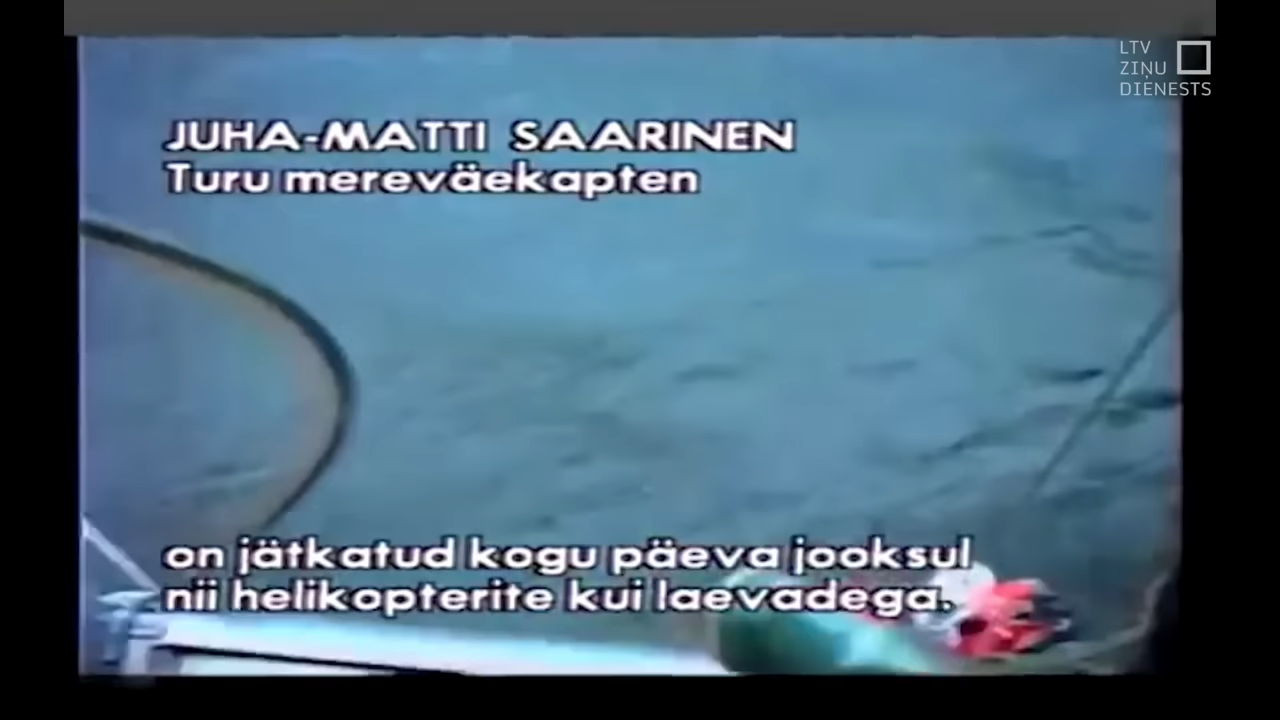 LTV
ZIŅU
DIENESTS
JUHA-MATTI SAARINEN
Turu mereväekapten
on jätkatud kogu päeva jooksul
nii helikopterite kui laevadega.